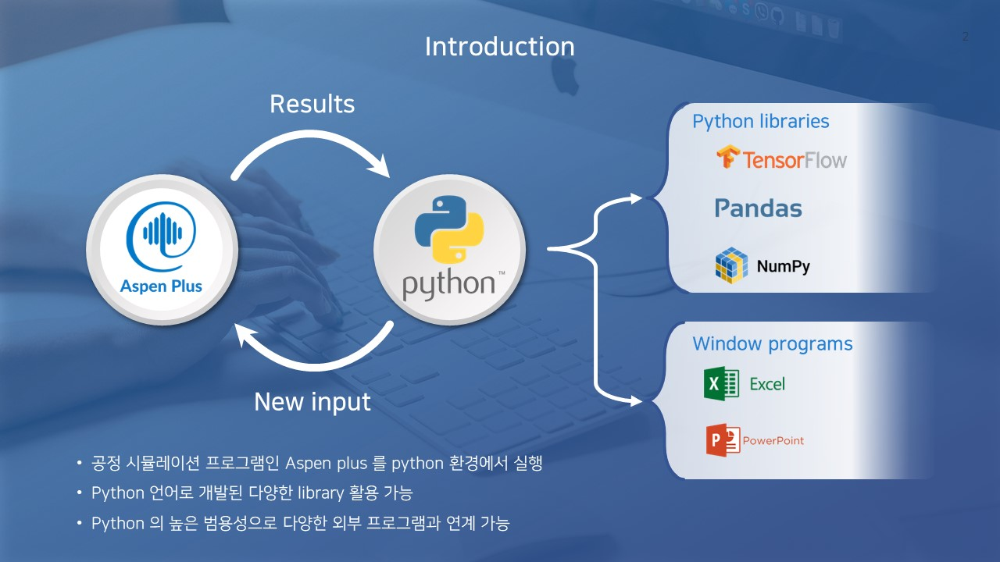 2
Introduction
Results
Aspen Plus
python™
New input
Python libraries
TensorFlow
Pandas
NumPy
Window programs
X
Excel
P
PowerPoint
• 공정 시뮬레이션 프로그램인 Aspen plus 를 python 환경에서 실행
• Python 언어로 개발된 다양한 library 활용 가능
• Python 의 높은 범용성으로 다양한 외부 프로그램과 연계 가능